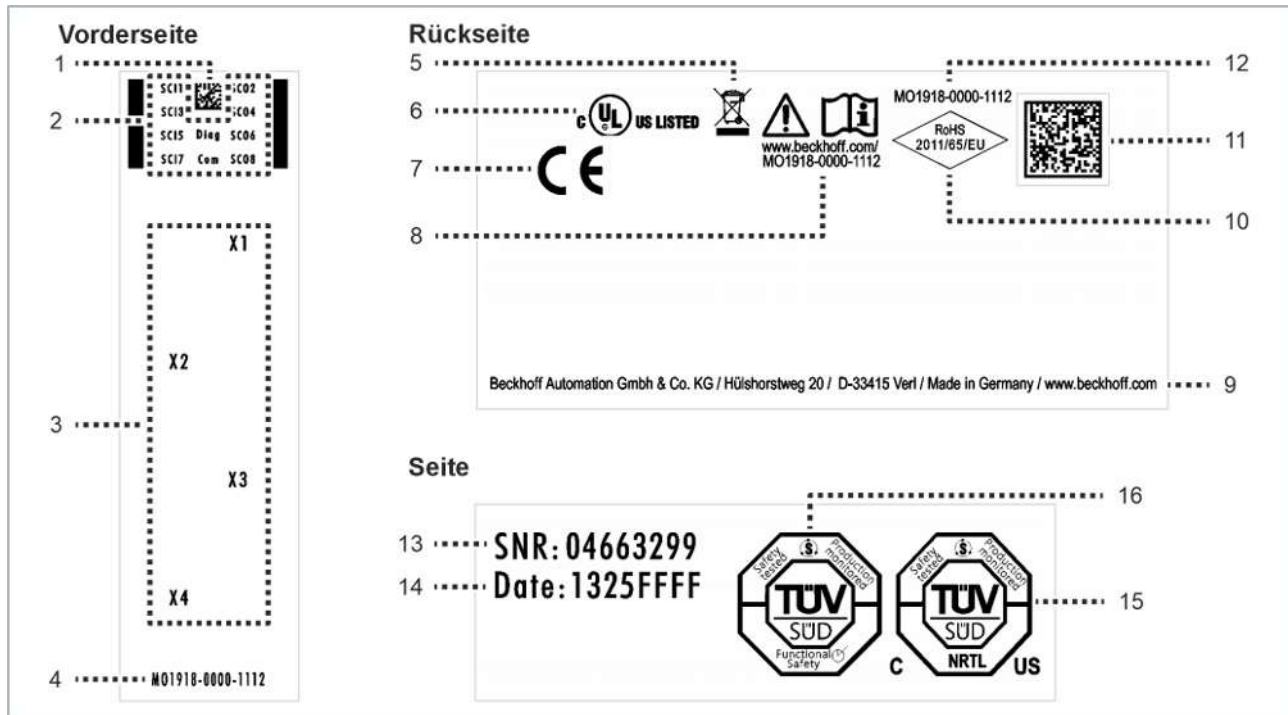 Vorderseite
1
2
SCI1 SCO2
SCI3 SCO4
SCI5 Diag SCO6
SCI7 Com SCO8
X1
X2
3
X3
X4
4
MO1918-0000-1112
Rückseite
5
12
6
C UL US LISTED
MO1918-0000-1112
RoHS
2011/65/EU
11
www.beckhoff.com/
MO1918-0000-1112
7
CE
8
10
Beckhoff Automation Gmbh & Co. KG / Hülshorstweg 20 / D-33415 Verl / Made in Germany / www.beckhoff.com
9
Seite
16
13
SNR: 04663299
14
Date: 1325FFFF
Safety tested
S
Production monitored
TÜV
SÜD
Functional Safety
Safety tested
S
Production monitored
TÜV
SÜD
C NRTL US
15